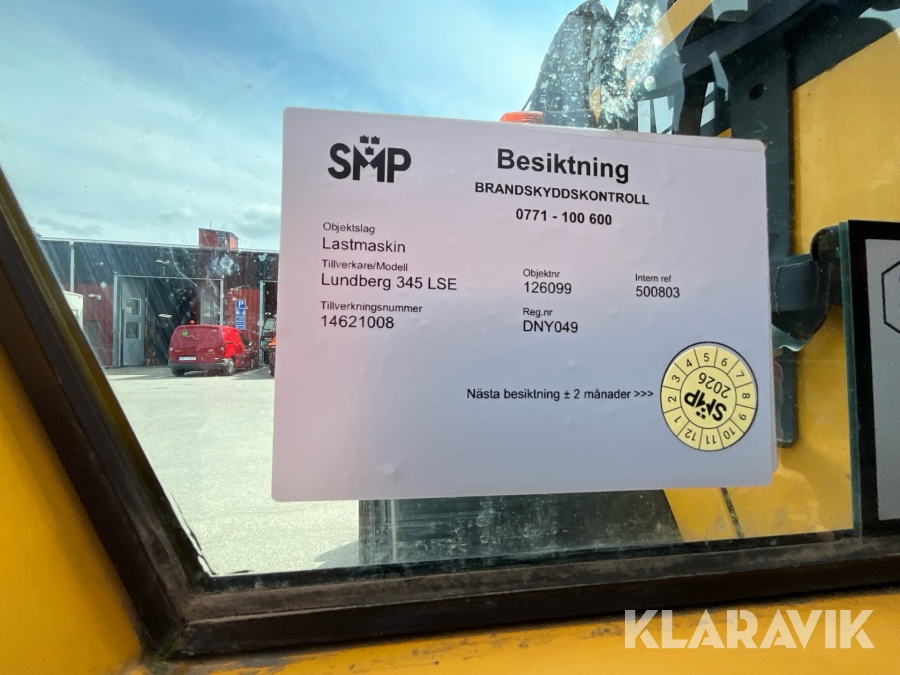 SMP
Besiktning
BRANDSKYDDSKONTROLL
0771 - 100 600
Objektslag
Lastmaskin
Tillverkare/Modell
Lundberg 345 LSE
Objektnr
126099
Intern ref
500803
Tillverkningsnummer
14621008
Reg.nr
DNY049
Nästa besiktning ± 2 månader >>>
1 2 3 4 5 6 7 8 9 10 11 12
2026
SMP
P
KLARAVIK